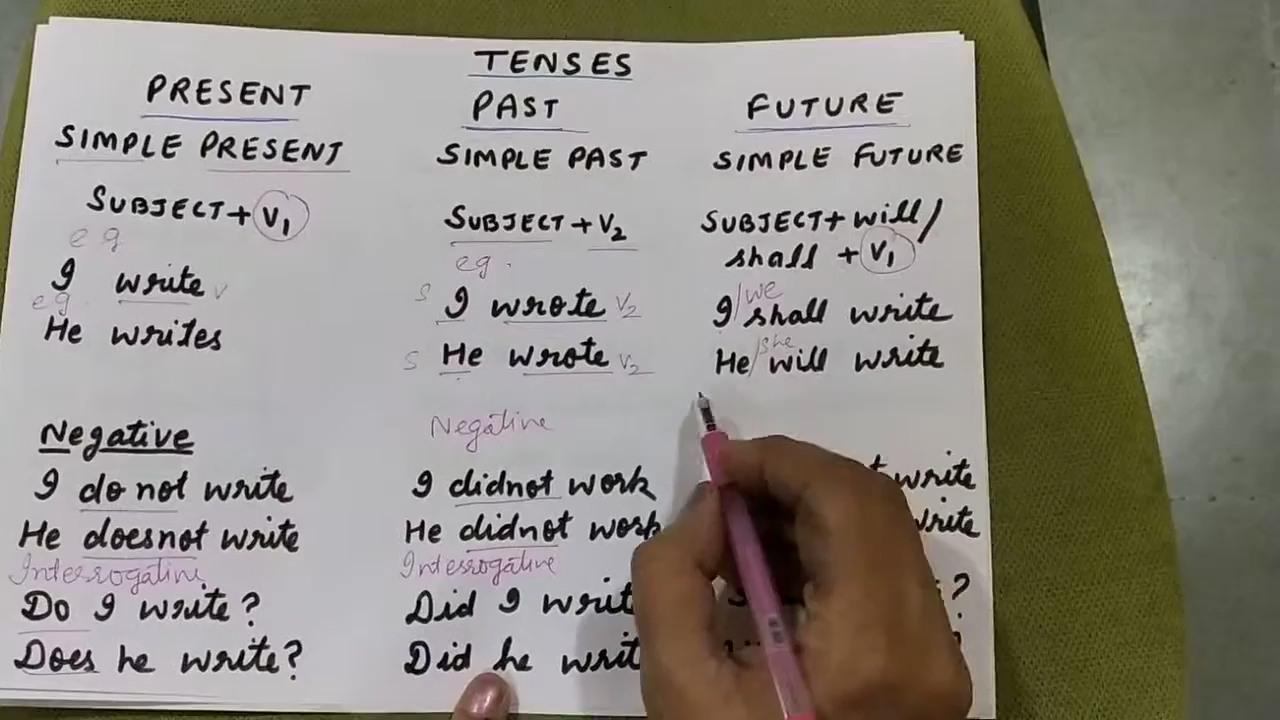 TENSES
PRESENT
SIMPLE PRESENT
SUBJECT + V1
eg
I write v
eg.
He writes
Negative
I do not write
He doesnot write
Interrogative
Do I write?
Does he write?
PAST
SIMPLE PAST
SUBJECT + V2
eg.
S I wrote V2
S He wrote V2
Negative
I didnot work
He didnot work
Interrogative
Did I
Did he
FUTURE
SIMPLE FUTURE
SUBJECT + will/
shall + V1
I/we shall write
He/she will write
write
write
?